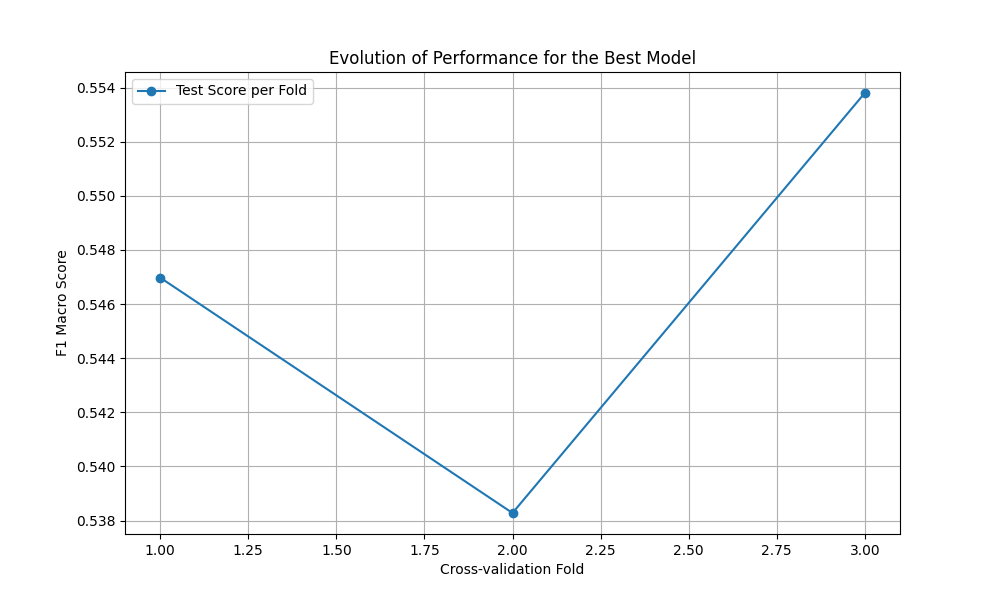 Evolution of Performance for the Best Model
Test Score per Fold
F1 Macro Score
0.554
0.552
0.550
0.548
0.546
0.544
0.542
0.540
0.538
1.00 1.25 1.50 1.75 2.00 2.25 2.50 2.75 3.00
Cross-validation Fold